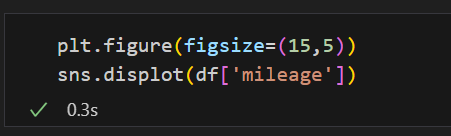 plt.figure(figsize=(15,5))
sns.displot(df['mileage'])
0.3s